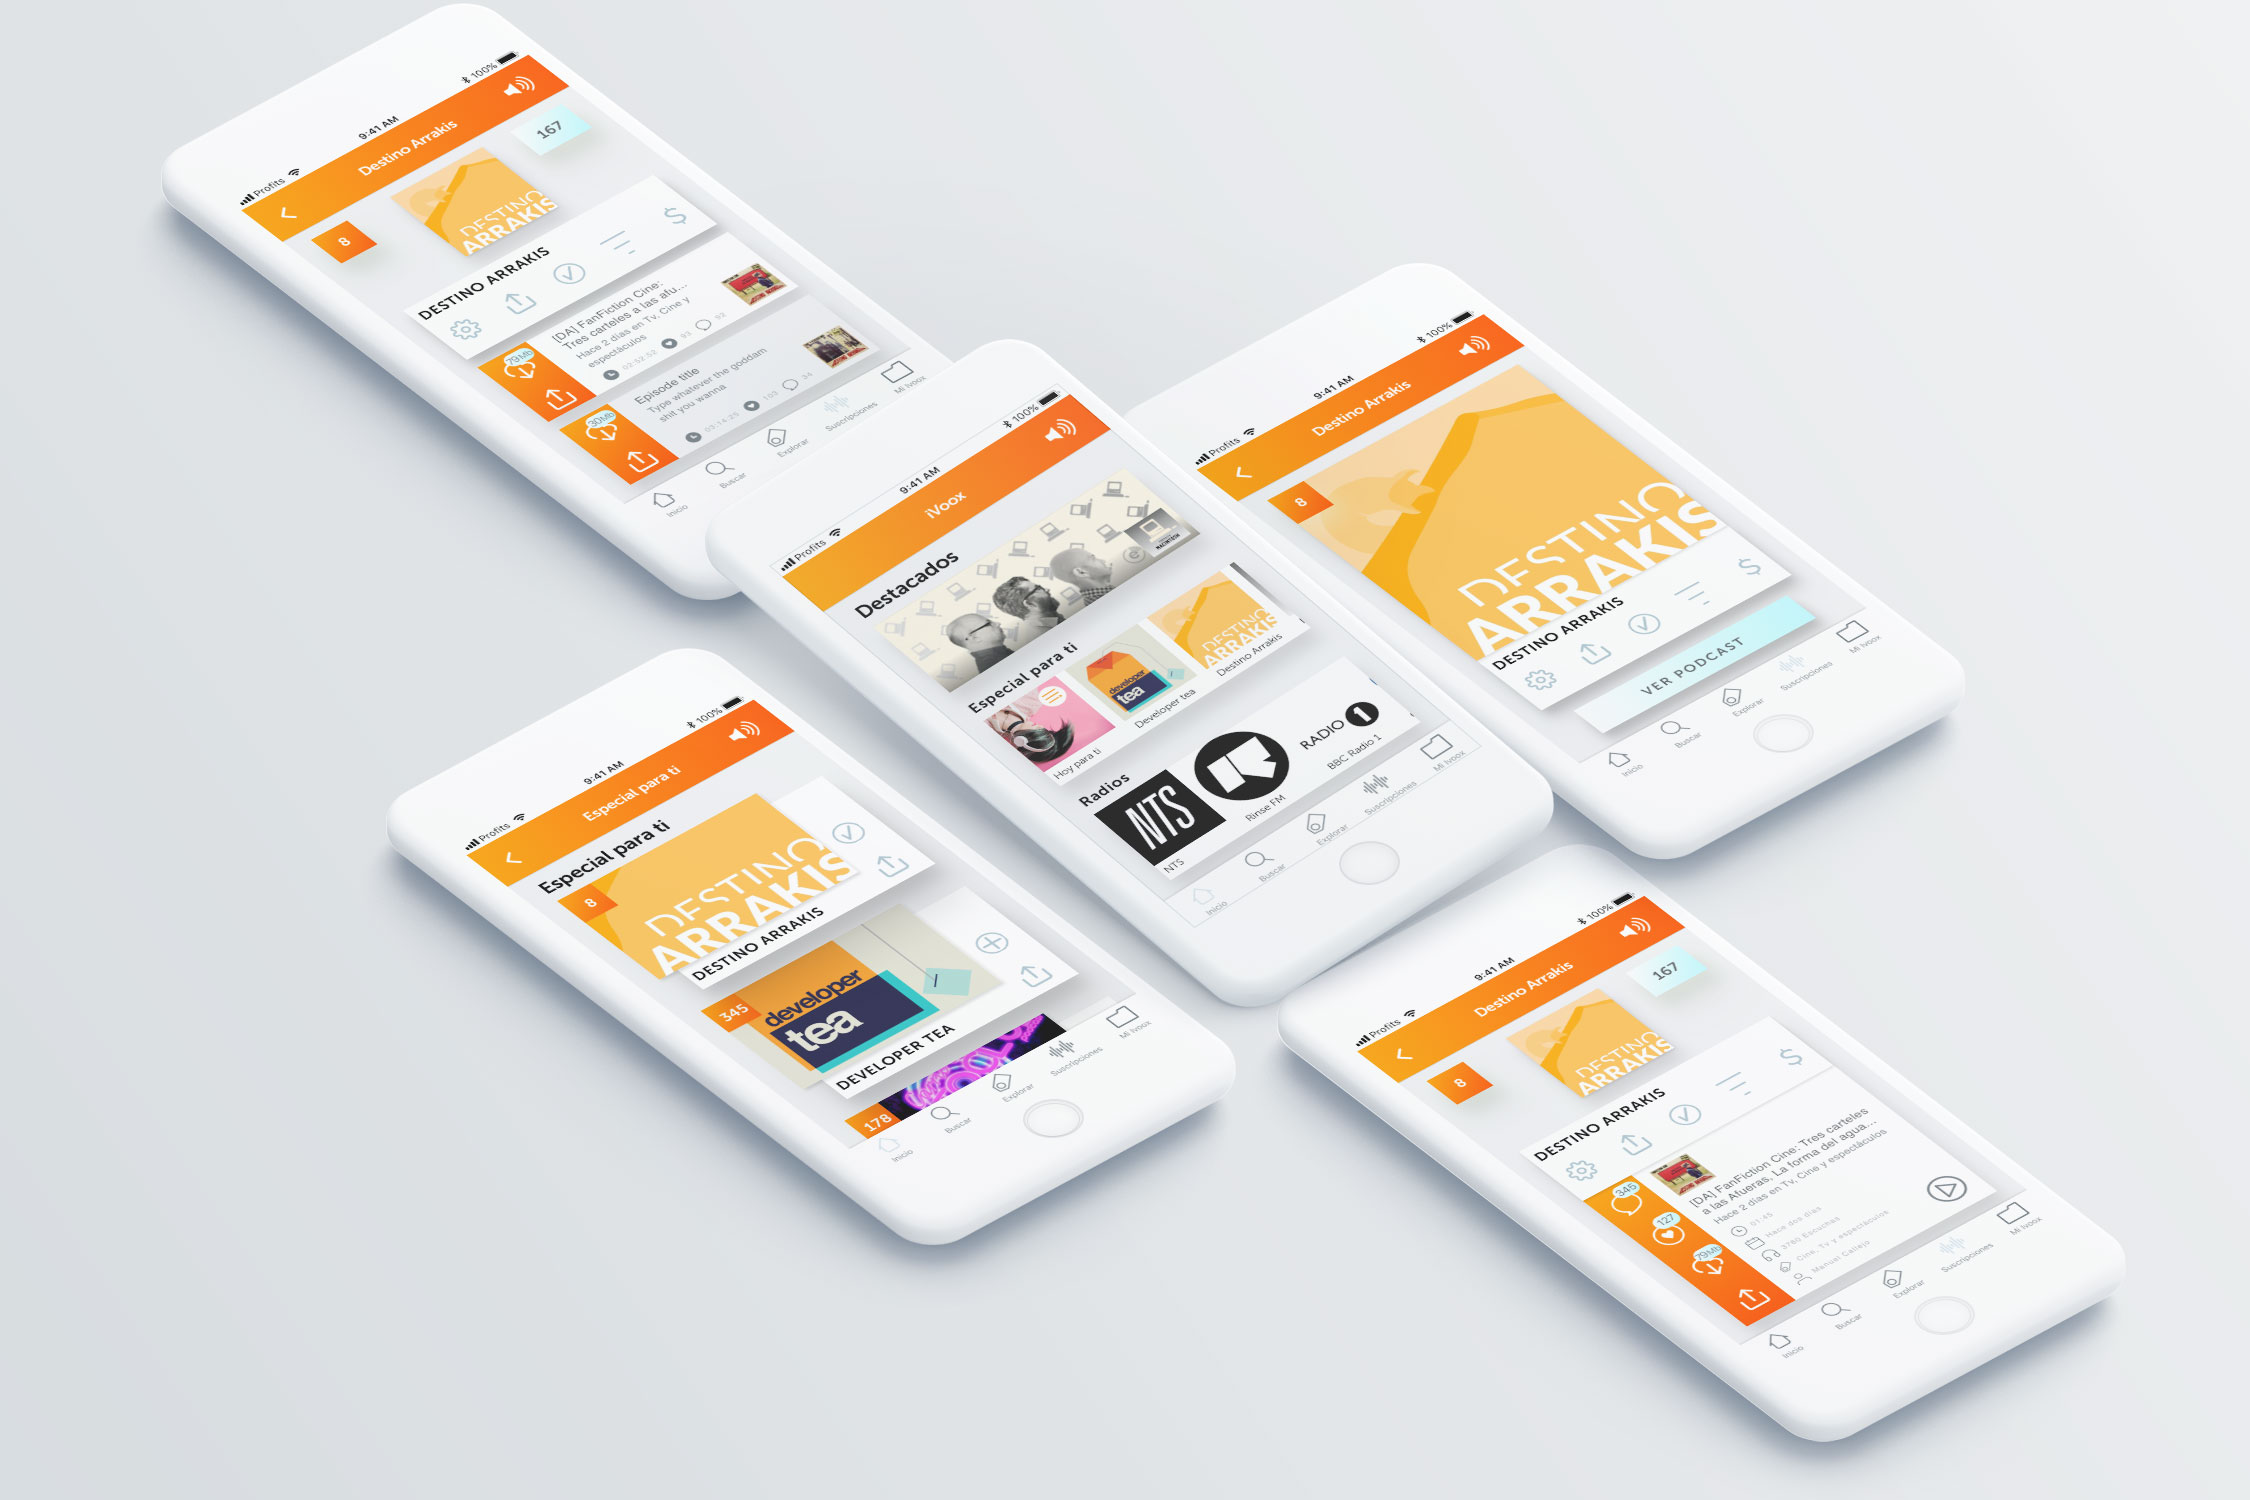 Profits
9:41 AM
100%
Destino Arrakis
8
167
DESTINO
ARRAKIS
DESTINO ARRAKIS
79Mb
[DA] FanFiction Cine:
Tres carteles a las afu...
Hace 2 días en Tv, Cine y
espectáculos
02:52:52
93
92
30Mb
Episode title
Type whatever the goddam
shit you wanna
03:14:25
103
34
Inicio
Buscar
Explorar
Suscripciones
Mi Ivoox
Profits
9:41 AM
100%
iVoox
Destacados
MACINTOSH
Especial para ti
Hoy para ti
developer
tea
Developer tea
DESTINO
ARRAKIS
Destino Arrakis
Radios
NTS
NTS
Rinse FM
RADIO 1
BBC Radio 1
Inicio
Buscar
Explorar
Suscripciones
Mi Ivoox
Profits
9:41 AM
100%
Destino Arrakis
8
DESTINO
ARRAKIS
DESTINO ARRAKIS
VER PODCAST
Inicio
Buscar
Explorar
Suscripciones
Mi Ivoox
Profits
9:41 AM
100%
Especial para ti
Especial para ti
8
DESTINO
ARRAKIS
DESTINO ARRAKIS
345
developer
tea
DEVELOPER TEA
178
Inicio
Buscar
Explorar
Suscripciones
Mi Ivoox
Profits
9:41 AM
100%
Destino Arrakis
8
167
DESTINO
ARRAKIS
DESTINO ARRAKIS
345
127
79Mb
[DA] FanFiction Cine: Tres carteles
a las Afueras, La forma del agua...
Hace 2 días en Tv, Cine y espectáculos
07:45
Hace dos días
3760 Escuchas
Cine, Tv y espectáculos
Manuel Callejo
Inicio
Buscar
Explorar
Suscripciones
Mi Ivoox